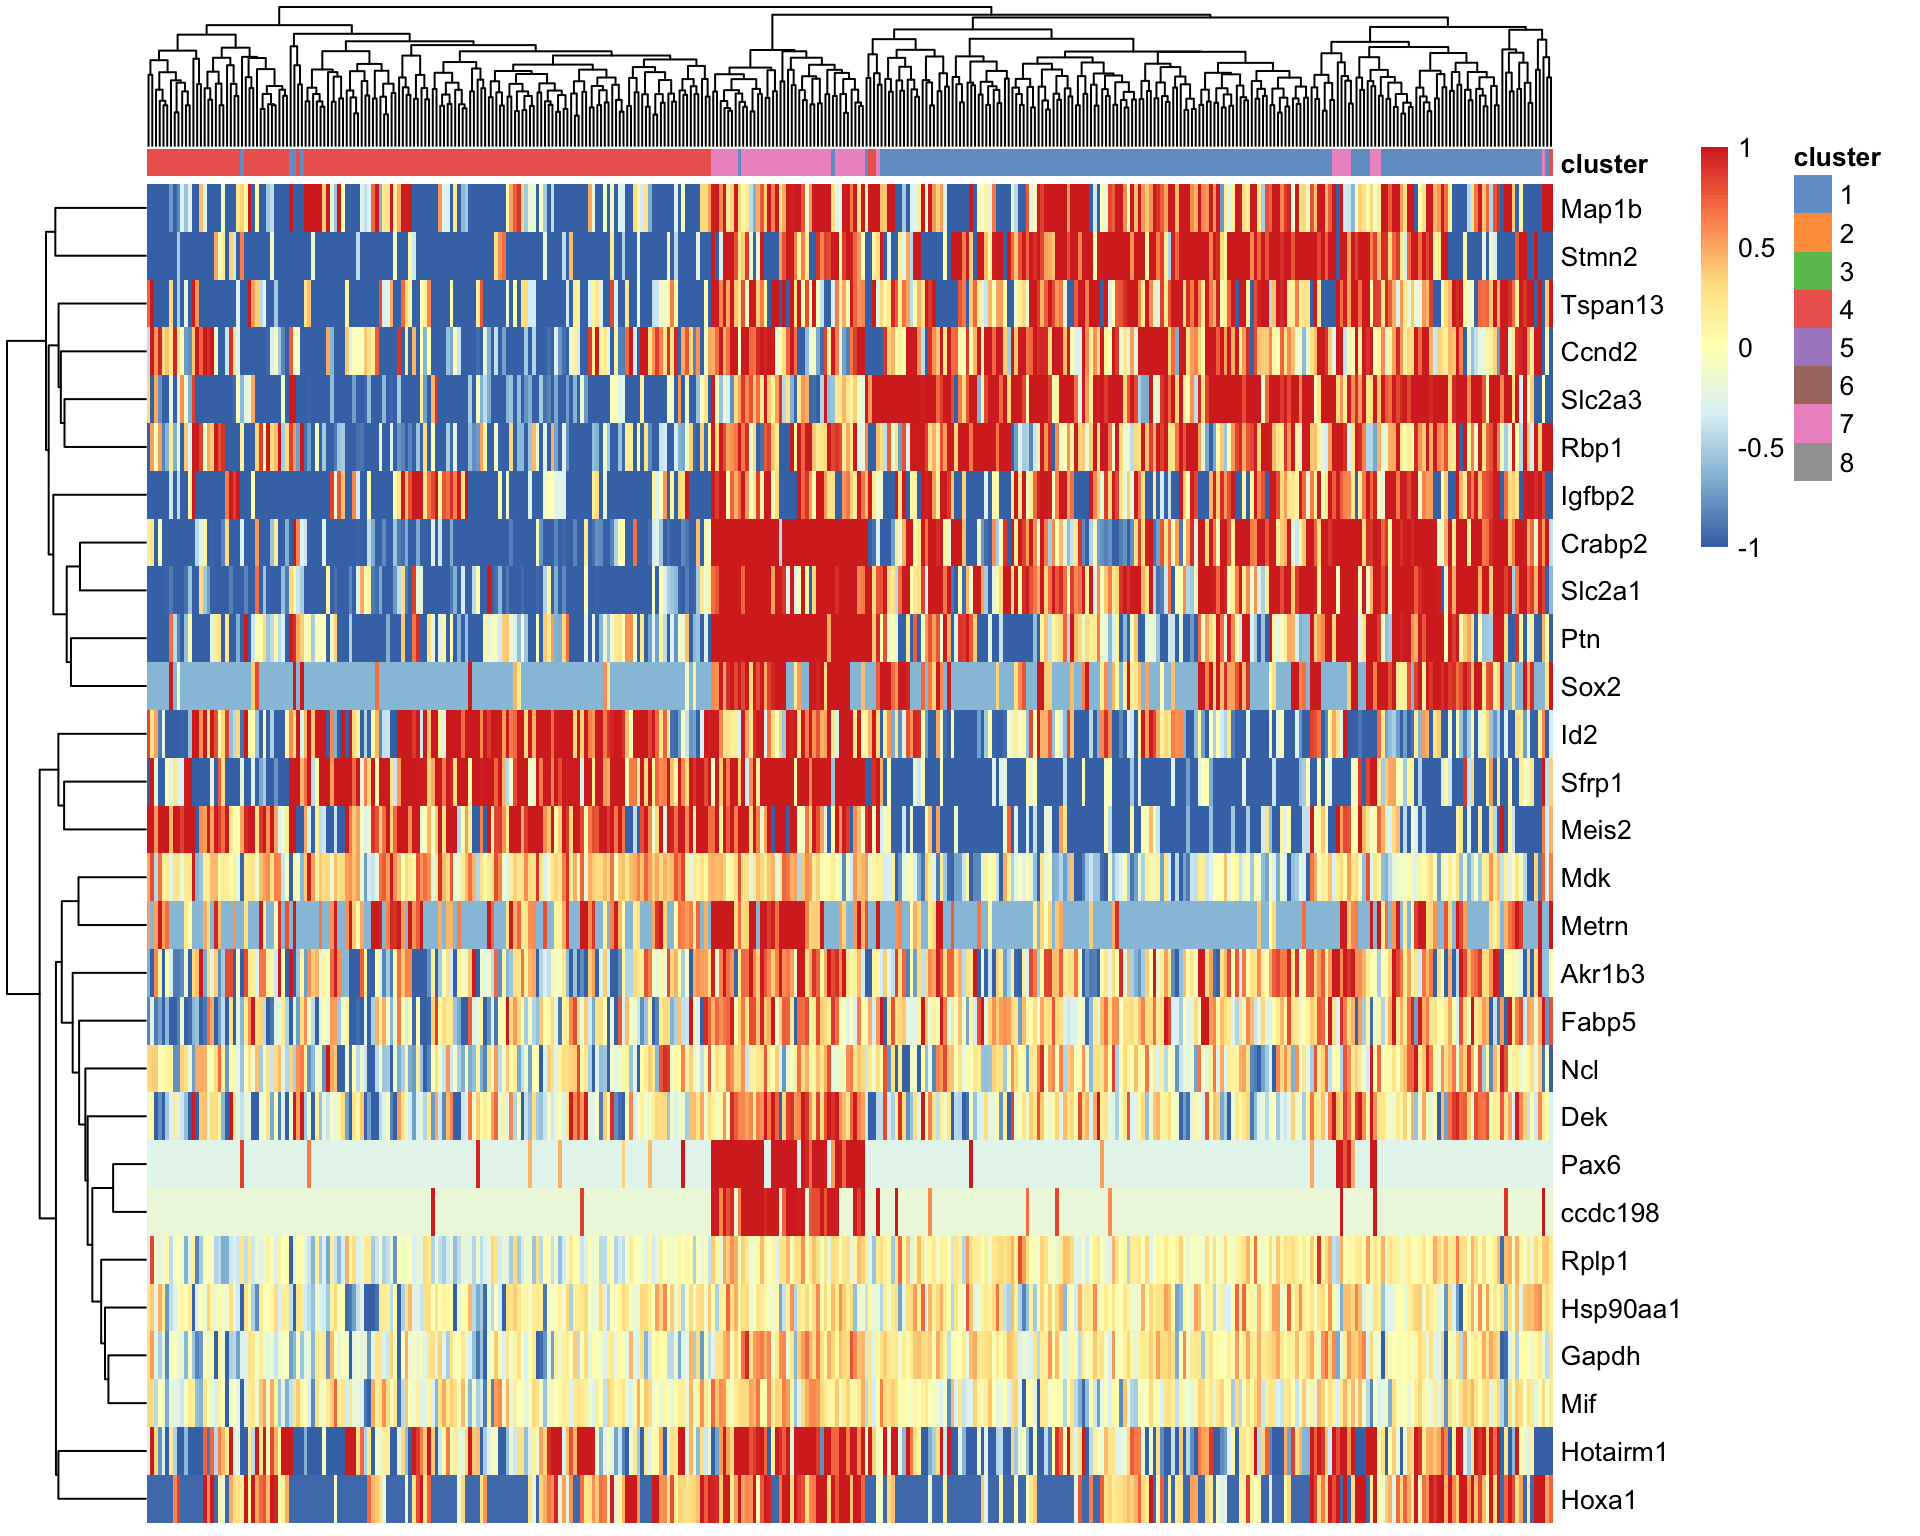 cluster
Map1b
Stmn2
Tspan13
Ccnd2
Slc2a3
Rbp1
Igfbp2
Crabp2
Slc2a1
Ptn
Sox2
Id2
Sfrp1
Meis2
Mdk
Metrn
Akr1b3
Fabp5
Ncl
Dek
Pax6
ccdc198
Rplp1
Hsp90aa1
Gapdh
Mif
Hotairm1
Hoxa1
1
0.5
0
-0.5
-1
cluster
1
2
3
4
5
6
7
8